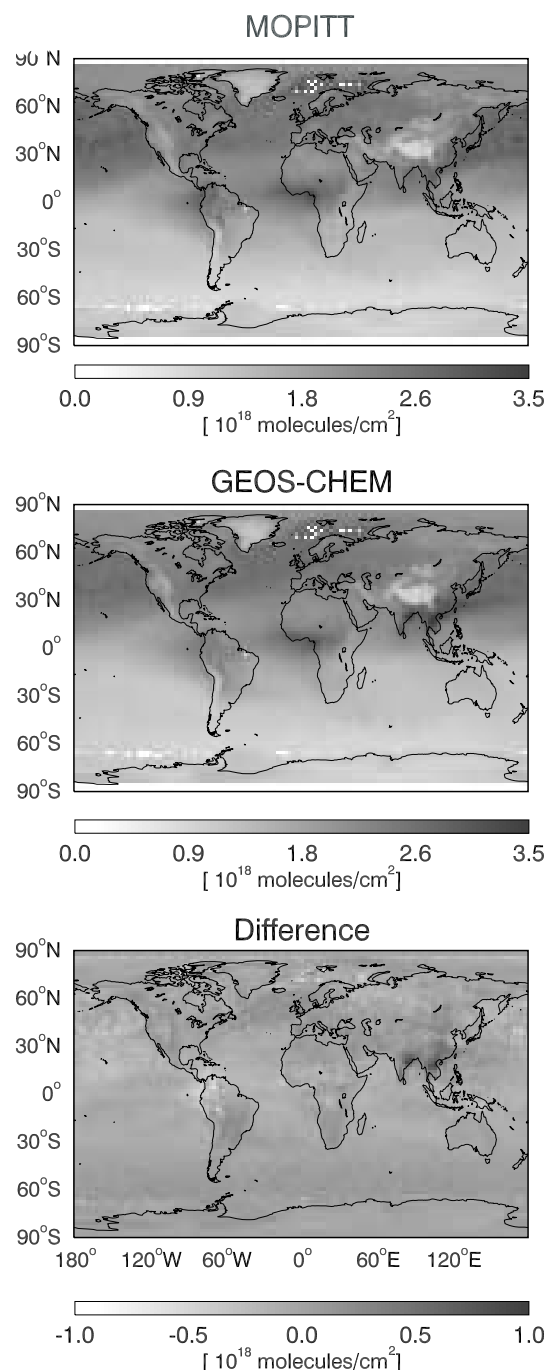 MOPITT
90 N
60°N
30°N
0°
30°S
60°S
90°S
0.0 0.9 1.8 2.6 3.5
[ 10^18 molecules/cm^2]
GEOS-CHEM
90°N
60°N
30°N
0°
30°S
60°S
90°S
0.0 0.9 1.8 2.6 3.5
[ 10^18 molecules/cm^2]
Difference
90°N
60°N
30°N
0°
30°S
60°S
90°S
180° 120°W 60°W 0° 60°E 120°E
-1.0 -0.5 0.0 0.5 1.0
[ 10^18 molecules/cm^2]